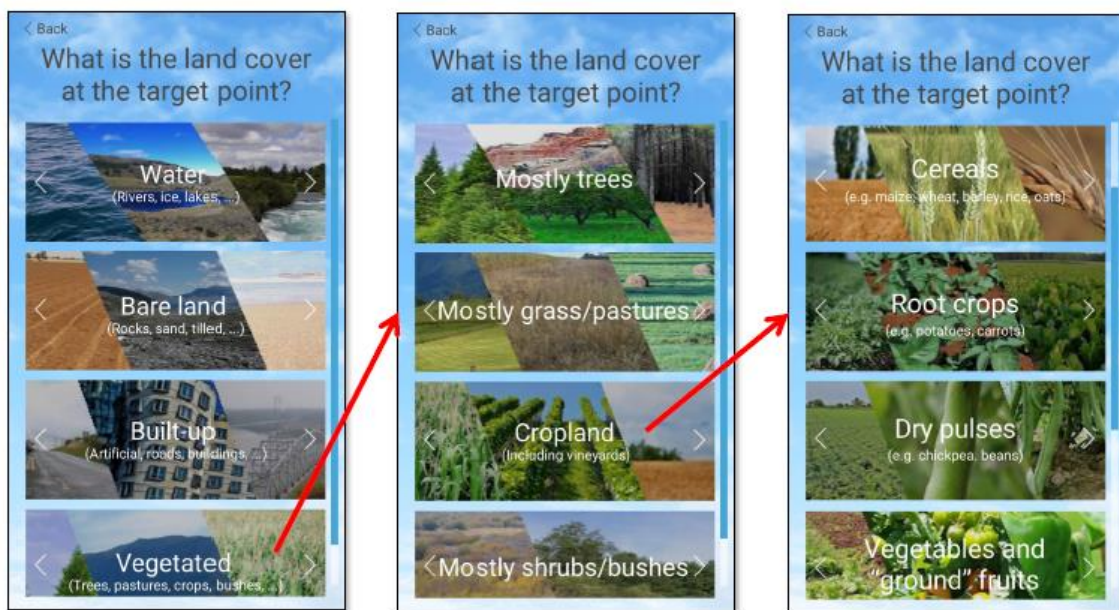 Back
What is the land cover
at the target point?
Water
(Rivers, ice, lakes, ...)
Bare land
(Rocks, sand, tilled, ...)
Built-up
(Artificial, roads, buildings, ...)
Vegetated
(Trees, pastures, crops, bushes, ...)
Back
What is the land cover
at the target point?
Mostly trees
Mostly grass/pastures
Cropland
(Including vineyards)
Mostly shrubs/bushes
Back
What is the land cover
at the target point?
Cereals
(e.g. maize, wheat, barley, rice, oats)
Root crops
(e.g. potatoes, carrots)
Dry pulses
(e.g. chickpea, beans)
Vegetables and
“ground” fruits